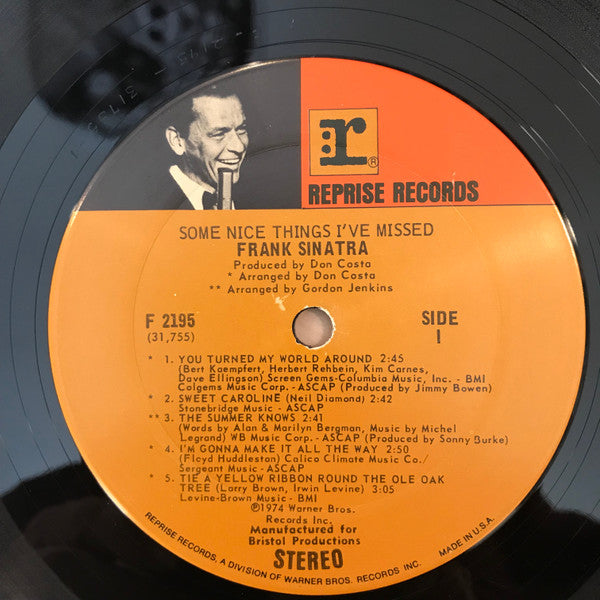 r®
REPRISE RECORDS
SOME NICE THINGS I'VE MISSED
FRANK SINATRA
Produced by Don Costa
* Arranged by Don Costa
** Arranged by Gordon Jenkins
F 2195
(31,755)
SIDE
1
* 1. YOU TURNED MY WORLD AROUND 2:45
(Bert Kaempfert, Herbert Rehbein, Kim Carnes,
Dave Ellingson) Screen Gems-Columbia Music, Inc. - BMI
Colgems Music Corp. - ASCAP (Produced by Jimmy Bowen)
* 2. SWEET CAROLINE (Neil Diamond) 2:42
Stonebridge Music - ASCAP
** 3. THE SUMMER KNOWS 2:41
(Words by Alan & Marilyn Bergman, Music by Michel
Legrand) WB Music Corp. - ASCAP (Produced by Sonny Burke)
* 4. I'M GONNA MAKE IT ALL THE WAY 2:50
(Floyd Huddleston) Calico Climate Music Co./
Sergeant Music - ASCAP
* 5. TIE A YELLOW RIBBON ROUND THE OLE OAK
TREE (Larry Brown, Irwin Levine) 3:05
Levine-Brown Music - BMI
℗1974 Warner Bros.
Records Inc.
Manufactured for
Bristol Productions
STEREO
REPRISE RECORDS, A DIVISION OF WARNER BROS. RECORDS INC.
MADE IN U.S.A.